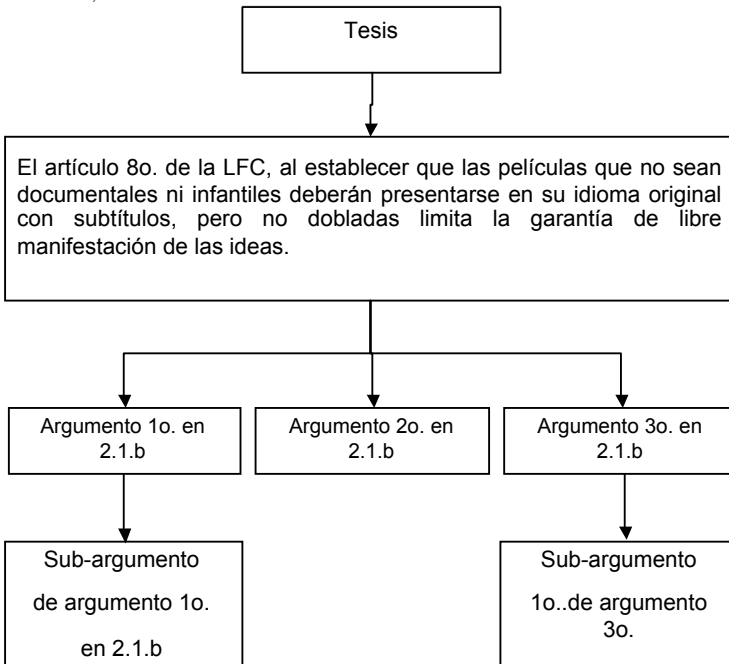 Tesis
El artículo 8o. de la LFC, al establecer que las películas que no sean
documentales ni infantiles deberán presentarse en su idioma original
con subtítulos, pero no dobladas limita la garantía de libre
manifestación de las ideas.
Argumento 1o. en
2.1.b
Argumento 2o. en
2.1.b
Argumento 3o. en
2.1.b
Sub-argumento
de argumento 1o.
en 2.1.b
Sub-argumento
1o..de argumento
3o.